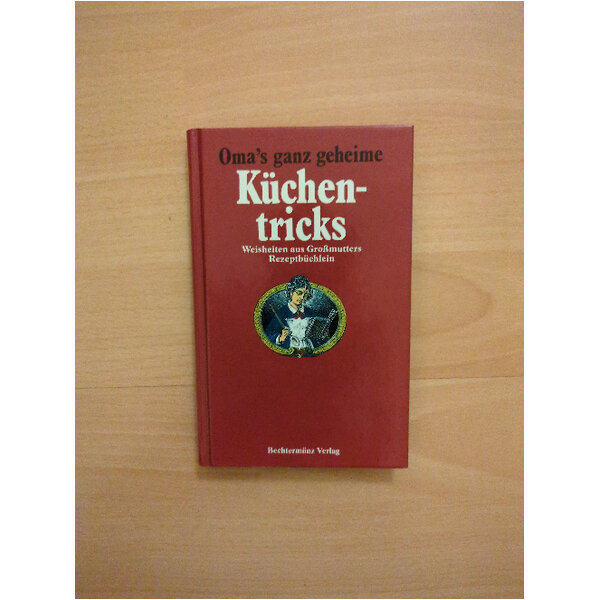 Oma's ganz geheime
Küchen-
tricks
Weisheiten aus Großmutters
Rezeptbüchlein
Bechtermünz Verlag